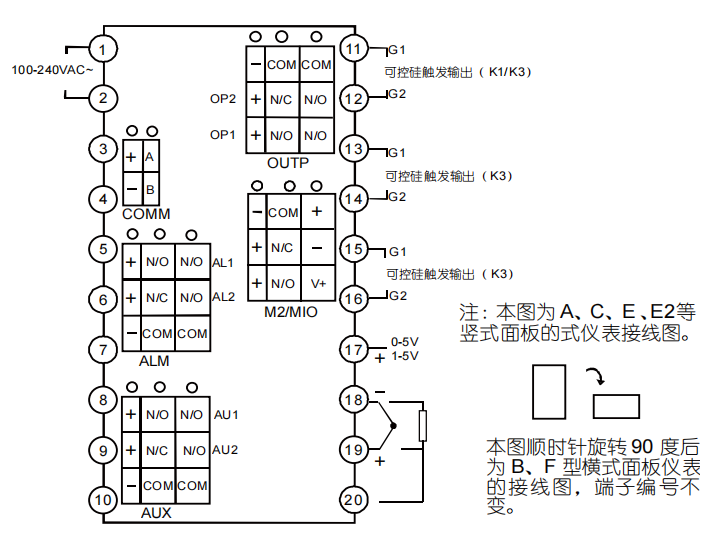 1
100-240VAC~
2
3
4
5
6
7
8
9
10
− COM COM
OP2 + N/C N/O
OP1 + N/O N/O
OUTP
+ A
− B
COMM
− COM +
+ N/C −
+ N/O V+
M2/MIO
+ N/O N/O AL1
+ N/C N/O AL2
− COM COM
ALM
+ N/O N/O AU1
+ N/C N/O AU2
− COM COM
AUX
11 G1
可控硅触发输出（K1/K3）
12 G2
13 G1
可控硅触发输出（K3）
14 G2
15 G1
可控硅触发输出（K3）
16 G2
17 0-5V
+ 1-5V
18 −
19 +
20
注：本图为 A、C、E 、E2等
竖式面板的式仪表接线图。
本图顺时针旋转 90 度后
为 B、F 型横式面板仪表
的接线图，端子编号不
变。